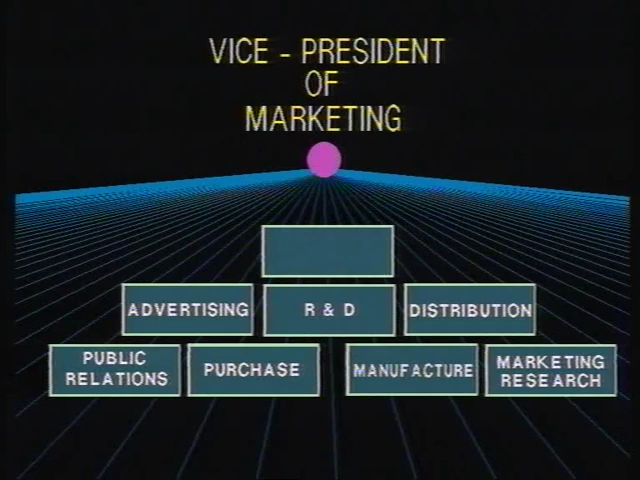 VICE - PRESIDENT
OF
MARKETING
ADVERTISING
R & D
DISTRIBUTION
PUBLIC
RELATIONS
PURCHASE
MANUFACTURE
MARKETING
RESEARCH